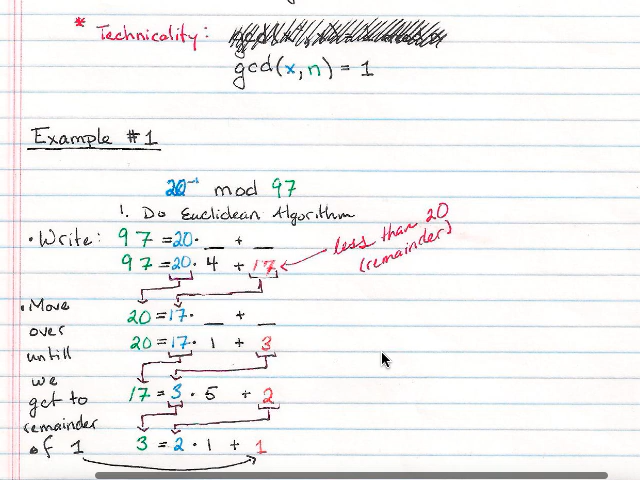 * Technicality:
gcd(x,n) = 1
Example #1
20⁻¹ mod 97
1. Do Euclidean Algorithm
• Write: 97 = 20· __ + __
97 = 20· 4 + 17 ← less than 20
(remainder)
• Move
over
untill
we
get to
remainder
of 1
20 = 17· __ + __
20 = 17· 1 + 3
17 = 3 · 5 + 2
3 = 2 · 1 + 1